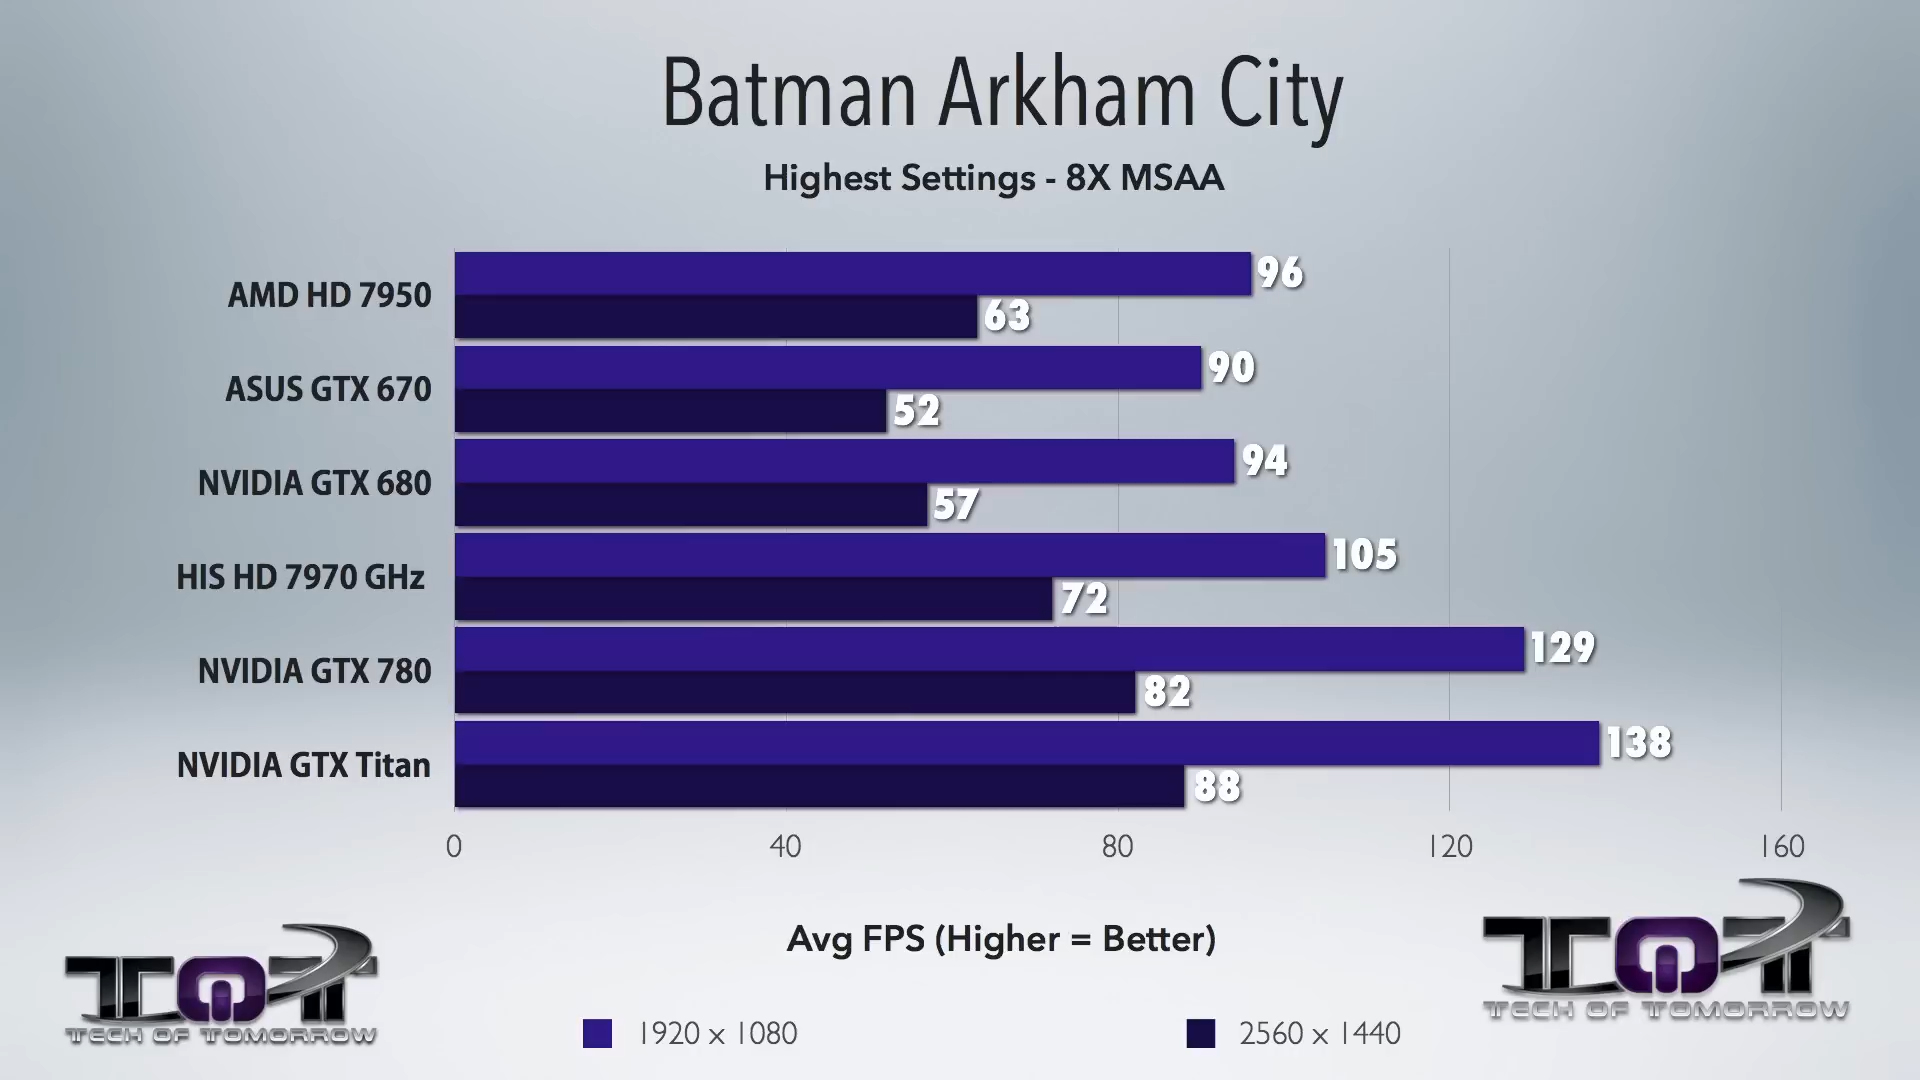 Batman Arkham City
Highest Settings - 8X MSAA
AMD HD 7950
96
63
ASUS GTX 670
90
52
NVIDIA GTX 680
94
57
HIS HD 7970 GHz
105
72
NVIDIA GTX 780
129
82
NVIDIA GTX Titan
138
88
0 40 80 120 160
Avg FPS (Higher = Better)
TOT
TECH OF TOMORROW
TOT
TECH OF TOMORROW
1920 x 1080
2560 x 1440